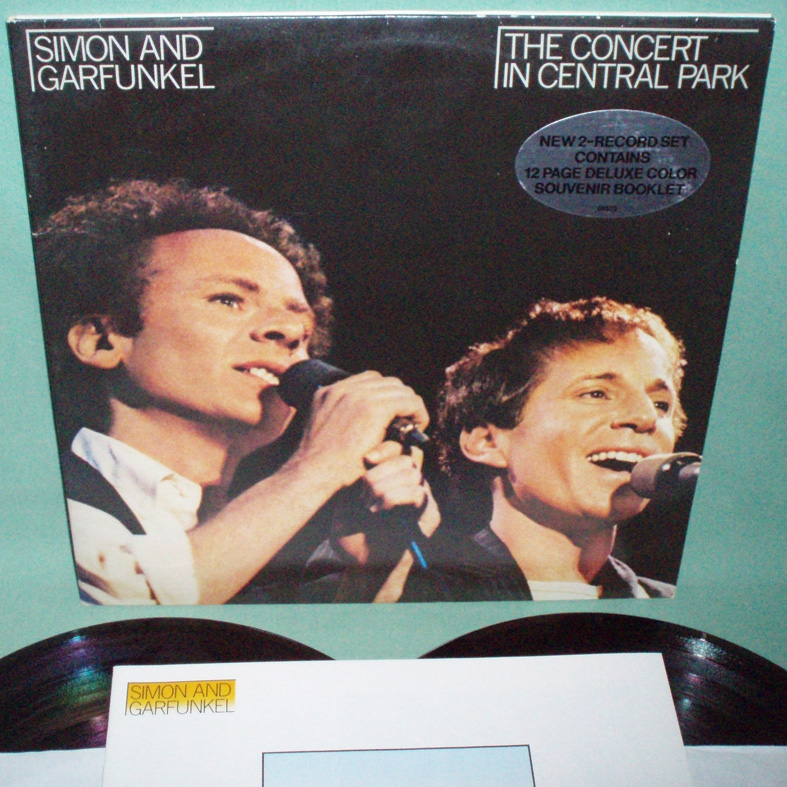 SIMON AND
GARFUNKEL
THE CONCERT
IN CENTRAL PARK
NEW 2-RECORD SET
CONTAINS
12 PAGE DELUXE COLOR
SOUVENIR BOOKLET
SIMON AND
GARFUNKEL